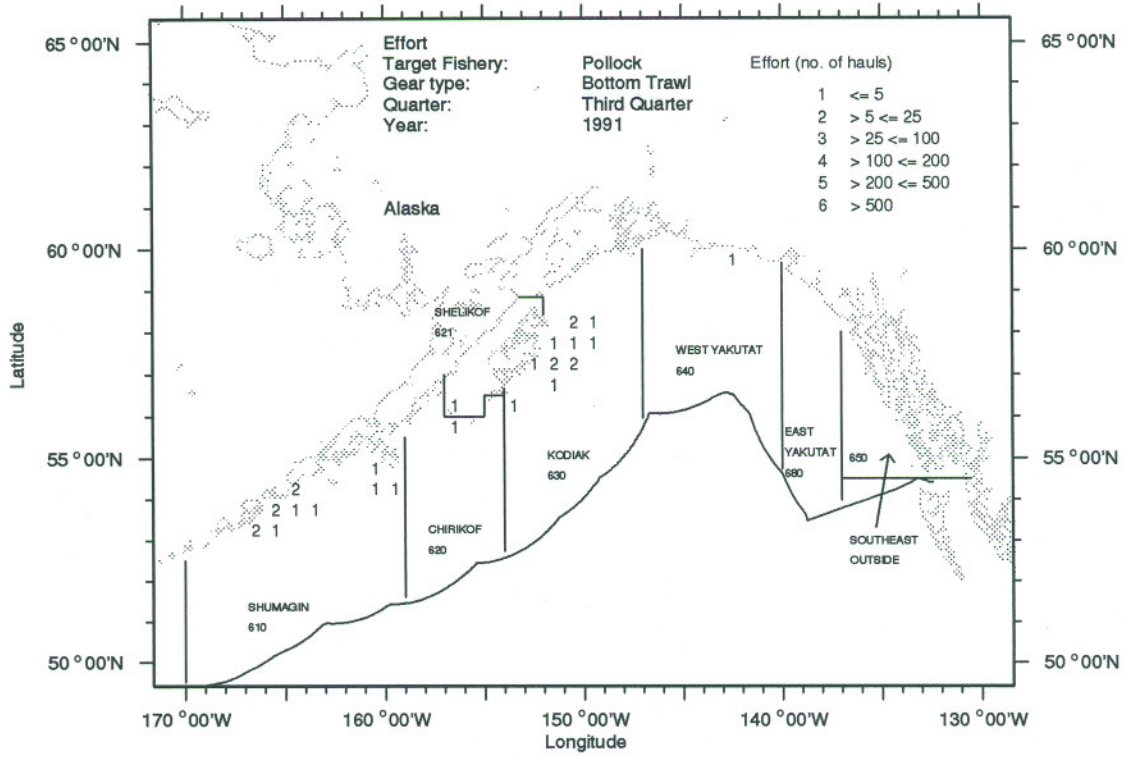 Effort
Target Fishery: Pollock
Gear type: Bottom Trawl
Quarter: Third Quarter
Year: 1991
Effort (no. of hauls)
1 <= 5
2 > 5 <= 25
3 > 25 <= 100
4 > 100 <= 200
5 > 200 <= 500
6 > 500
65 °00'N
65 °00'N
Alaska
60 °00'N
60 °00'N
1
SHELIKOF
621
2 1
1 1 1
1 2 2
1
WEST YAKUTAT
640
1
1
1
EAST
YAKUTAT
680
650
KODIAK
630
55 °00'N
55 °00'N
1
1 1
2
2 1 1
2 1
CHIRIKOF
620
SOUTHEAST
OUTSIDE
SHUMAGIN
610
50 °00'N
50 °00'N
Latitude
170 °00'W
160 °00'W
150 °00'W
140 °00'W
130 °00'W
Longitude